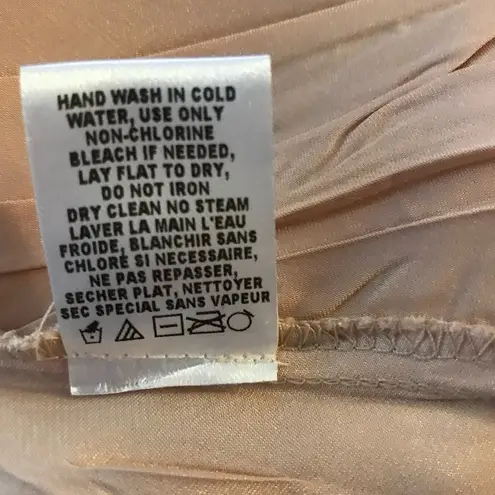 HAND WASH IN COLD
WATER, USE ONLY
NON-CHLORINE
BLEACH IF NEEDED,
LAY FLAT TO DRY,
DO NOT IRON
DRY CLEAN NO STEAM
LAVER LA MAIN L'EAU
FROIDE, BLANCHIR SANS
CHLORE SI NECESSAIRE,
NE PAS REPASSER,
SECHER PLAT, NETTOYER
SEC SPECIAL SANS VAPEUR